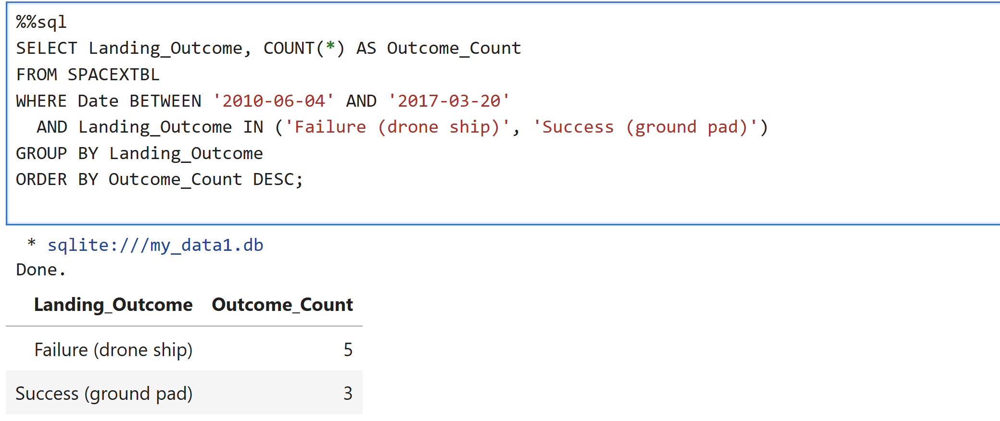 %%sql
SELECT Landing_Outcome, COUNT(*) AS Outcome_Count
FROM SPACEXTBL
WHERE Date BETWEEN '2010-06-04' AND '2017-03-20'
  AND Landing_Outcome IN ('Failure (drone ship)', 'Success (ground pad)')
GROUP BY Landing_Outcome
ORDER BY Outcome_Count DESC;
* sqlite:///my_data1.db
Done.
Landing_Outcome Outcome_Count
Failure (drone ship) 5
Success (ground pad) 3